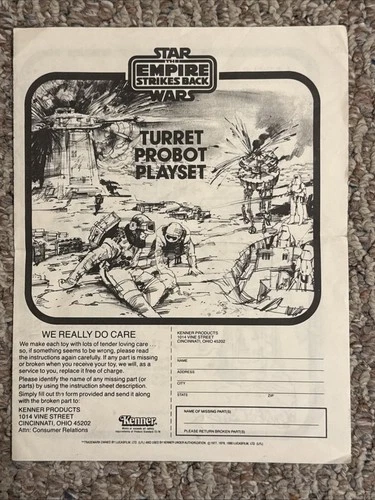 STAR
THE
EMPIRE
STRIKES BACK
WARS
TURRET
PROBOT
PLAYSET
WE REALLY DO CARE
We make each toy with lots of tender loving care . . .
so, if something seems to be wrong, please read
the instructions again carefully. If any part is missing
or broken when you receive your toy, we will, as a
service to you, replace it free of charge.
Please identify the name of any missing part (or
parts) by using the instruction sheet description.
Simply fill out this form provided and send it along
with the broken part to:
KENNER PRODUCTS
1014 VINE STREET
CINCINNATI, OHIO 45202
Attn: Consumer Relations
Kenner
KENNER PRODUCTS
1014 VINE STREET
CINCINNATI, OHIO 45202
NAME
ADDRESS
CITY
STATE ZIP
NAME OF MISSING PART(S)
PLEASE RETURN BROKEN PART(S)